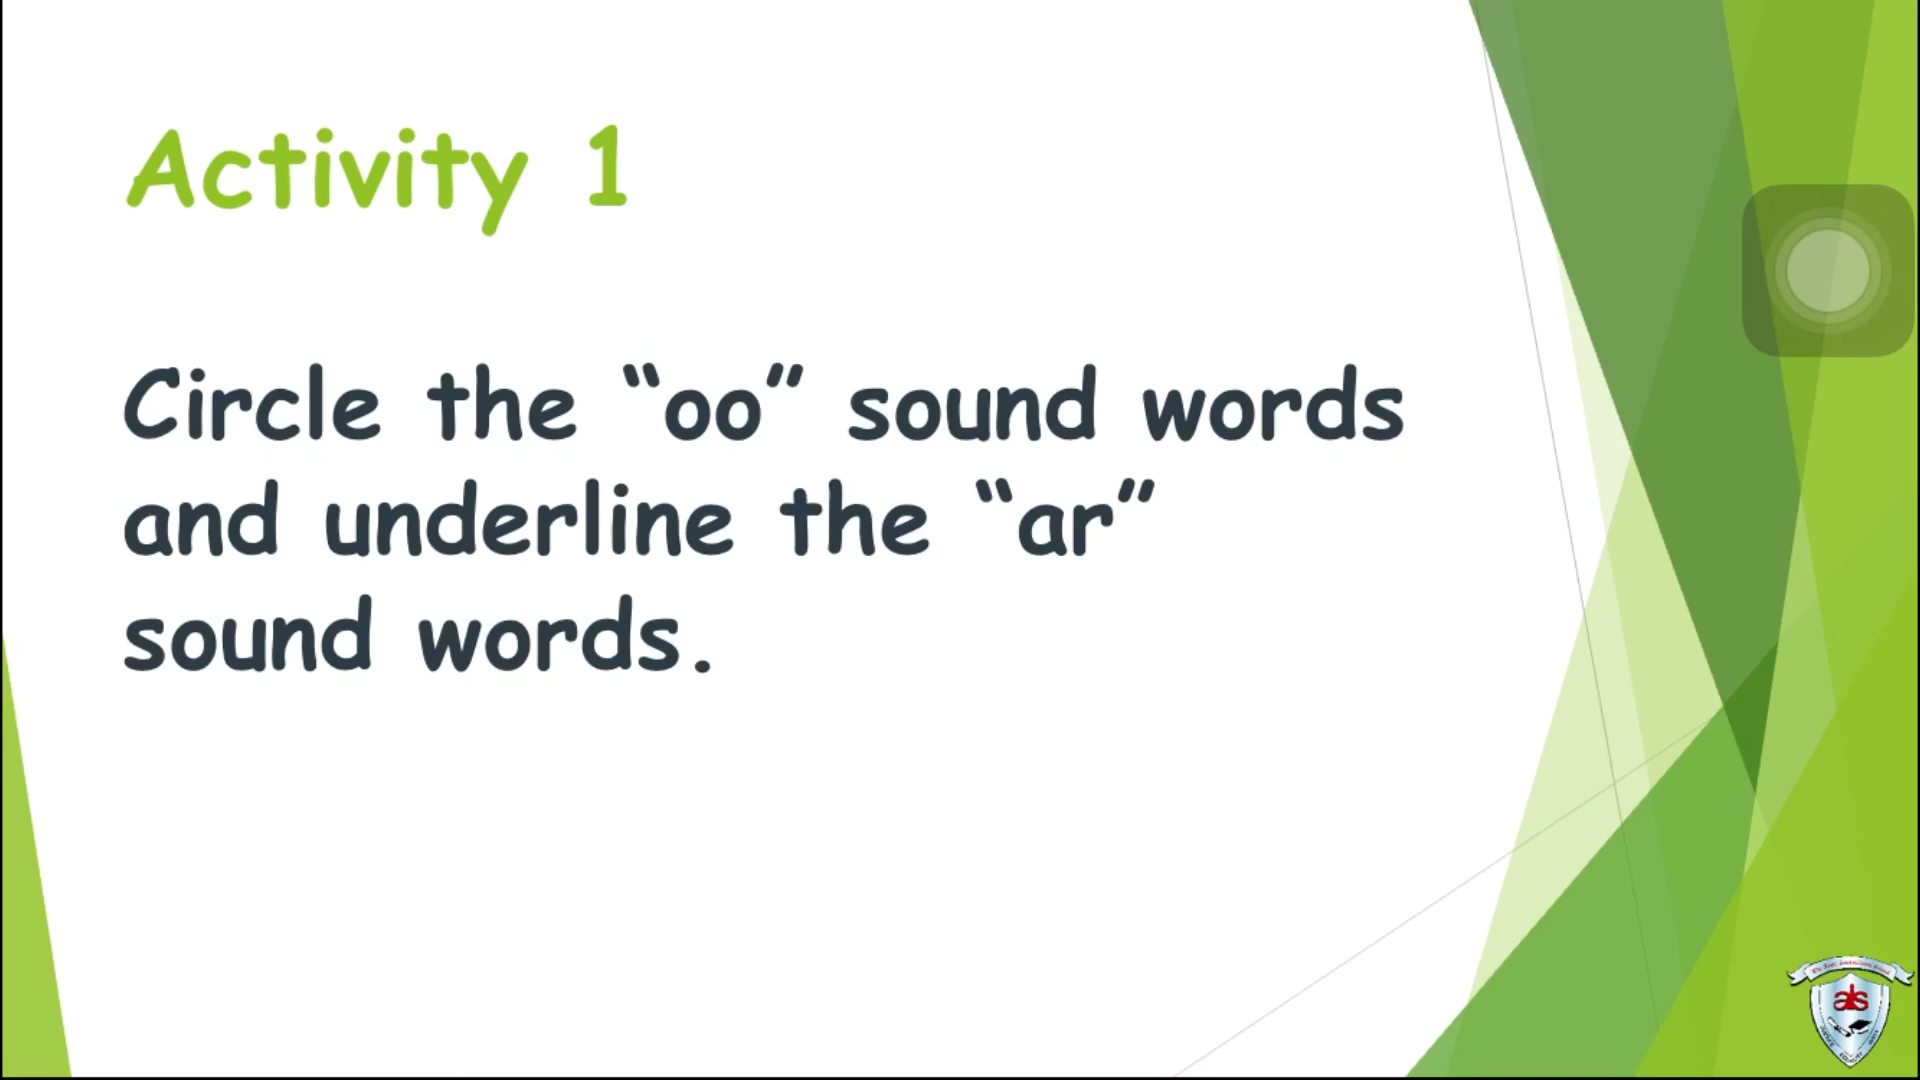 Activity 1
Circle the “oo” sound words
and underline the “ar”
sound words.